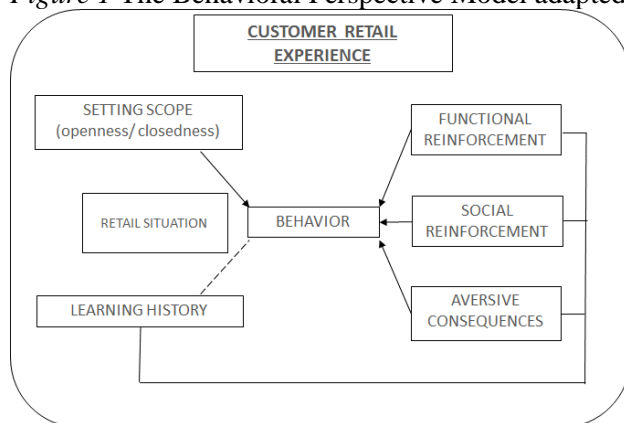 Figure 1 The Behavioral Perspective Model adapted
CUSTOMER RETAIL
EXPERIENCE
SETTING SCOPE
(openness/ closedness)
FUNCTIONAL
REINFORCEMENT
RETAIL SITUATION
BEHAVIOR
SOCIAL
REINFORCEMENT
LEARNING HISTORY
AVERSIVE
CONSEQUENCES